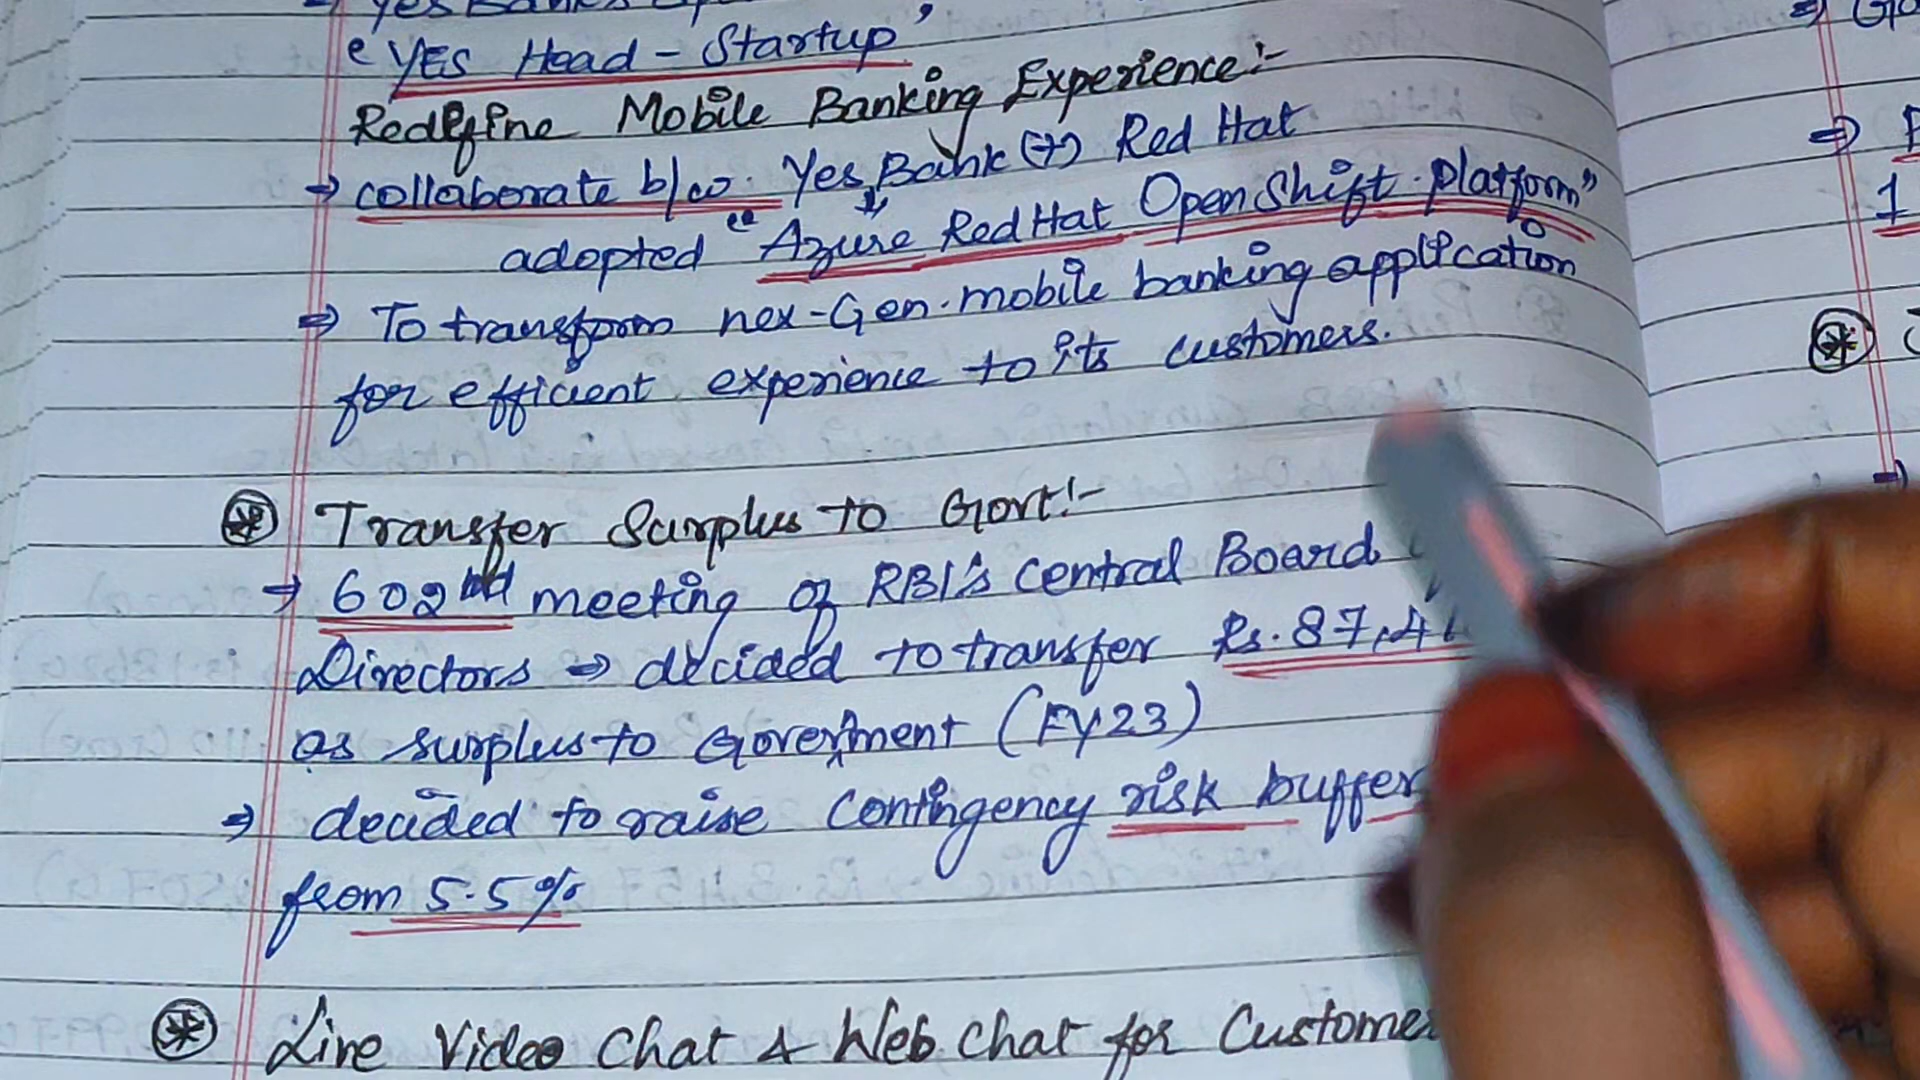 YES Head - Startup'
Redefine Mobile Banking Experience:-
⇒ collaborate b/w. Yes Bank (+) Red Hat
adopted "Azure Red Hat OpenShift Platform"
⇒ To transform nex-Gen.mobile banking application
for efficient experience to its customers.
Transfer Surplus to Govt:-
⇒ 602nd meeting of RBI's Central Board
Directors ⇒ decided to transfer Rs. 87,4
as surplus to Government (FY23)
⇒ decided to raise Contingency risk buffer
from 5.5%
Live Video Chat & Web Chat for Customer